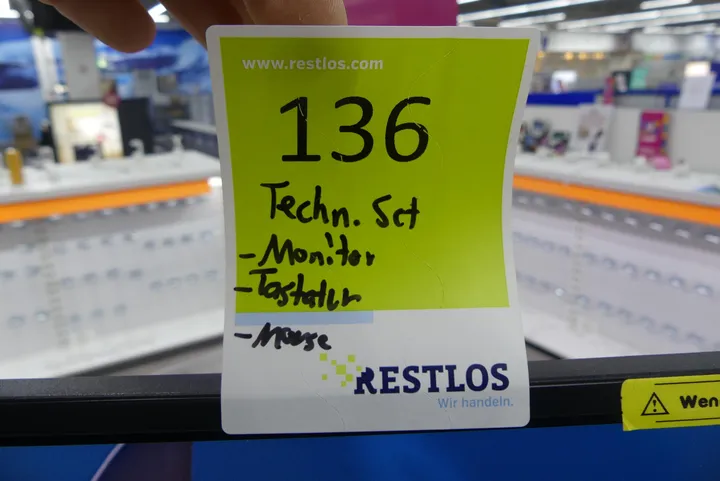 www.restlos.com
136
Techn. Set
- Monitor
- Tastatur
- Mouse
RESTLOS
Wir handeln.
Wen